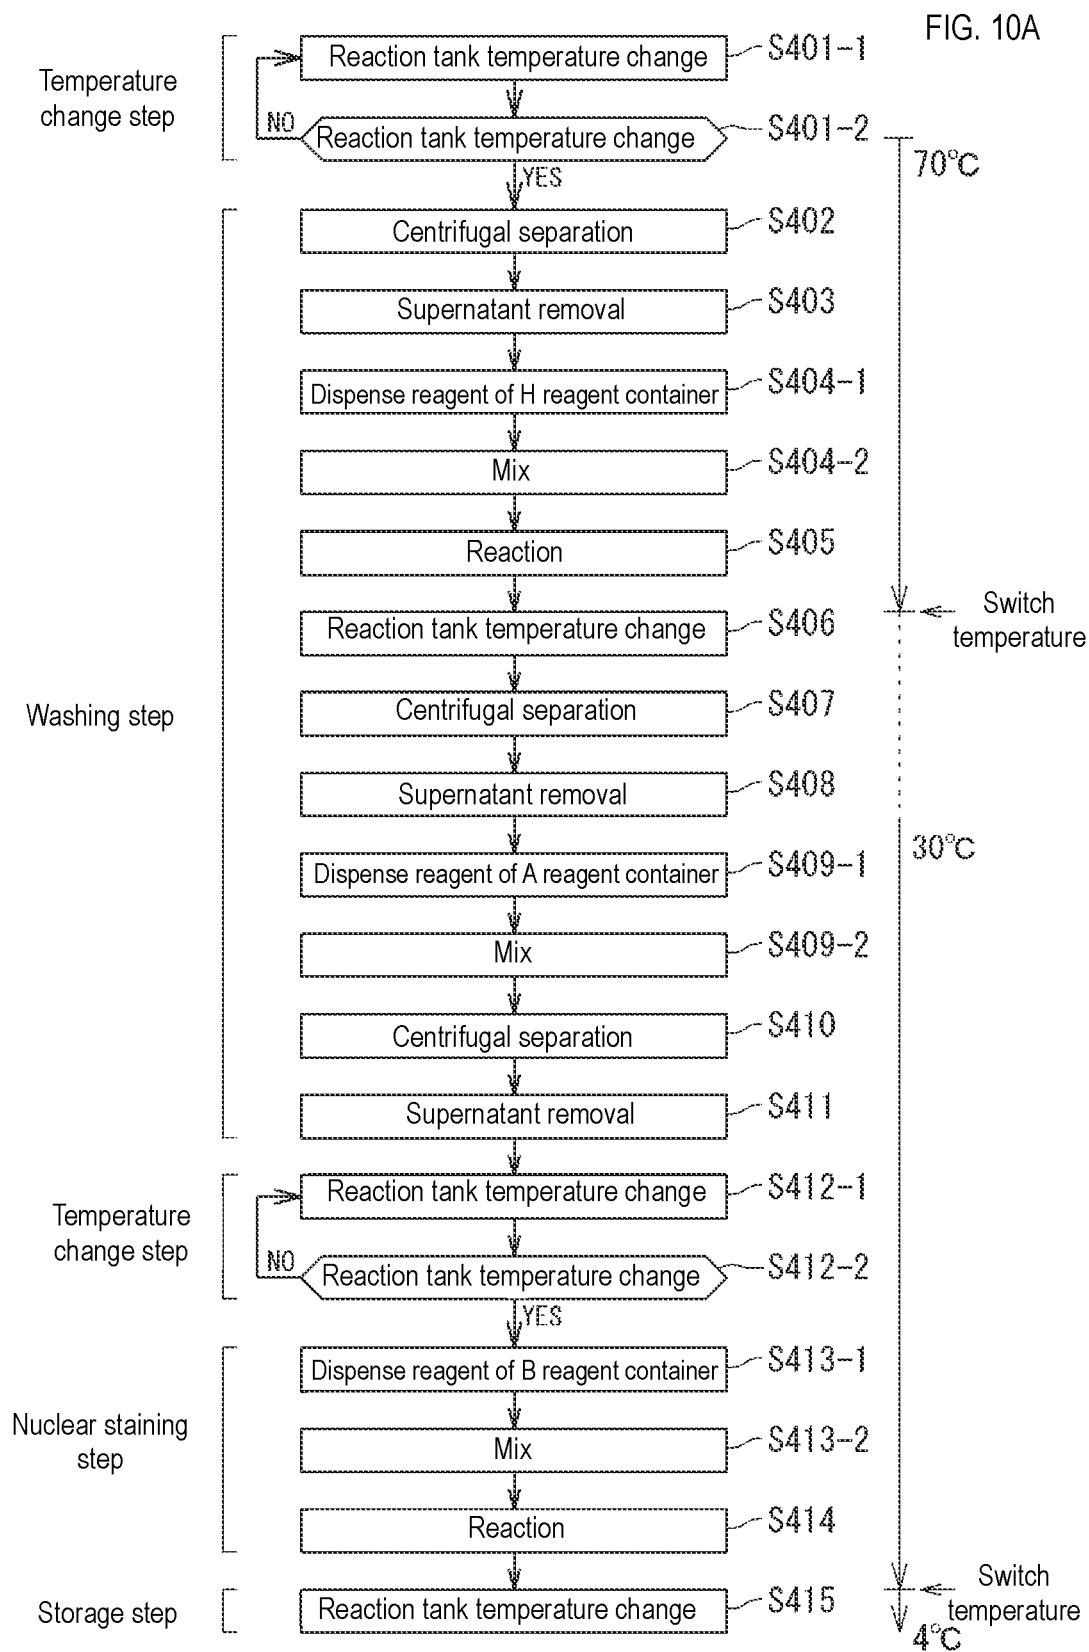 FIG. 10A
Reaction tank temperature change
S401-1
Temperature
change step
NO
Reaction tank temperature change
S401-2
70°C
YES
Centrifugal separation
S402
Supernatant removal
S403
Dispense reagent of H reagent container
S404-1
Mix
S404-2
Reaction
S405
Switch
temperature
Reaction tank temperature change
S406
Washing step
Centrifugal separation
S407
Supernatant removal
S408
30°C
Dispense reagent of A reagent container
S409-1
Mix
S409-2
Centrifugal separation
S410
Supernatant removal
S411
Reaction tank temperature change
S412-1
Temperature
change step
NO
Reaction tank temperature change
S412-2
YES
Dispense reagent of B reagent container
S413-1
Nuclear staining
step
Mix
S413-2
Reaction
S414
Switch
temperature
Storage step
Reaction tank temperature change
S415
4°C